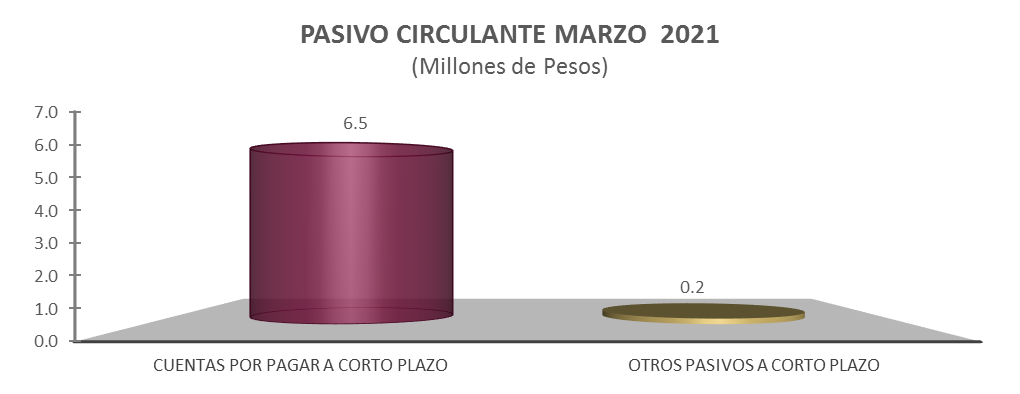 PASIVO CIRCULANTE MARZO  2021
(Millones de Pesos)
7.0
6.0
5.0
4.0
3.0
2.0
1.0
0.0
6.5
0.2
CUENTAS POR PAGAR A CORTO PLAZO
OTROS PASIVOS A CORTO PLAZO